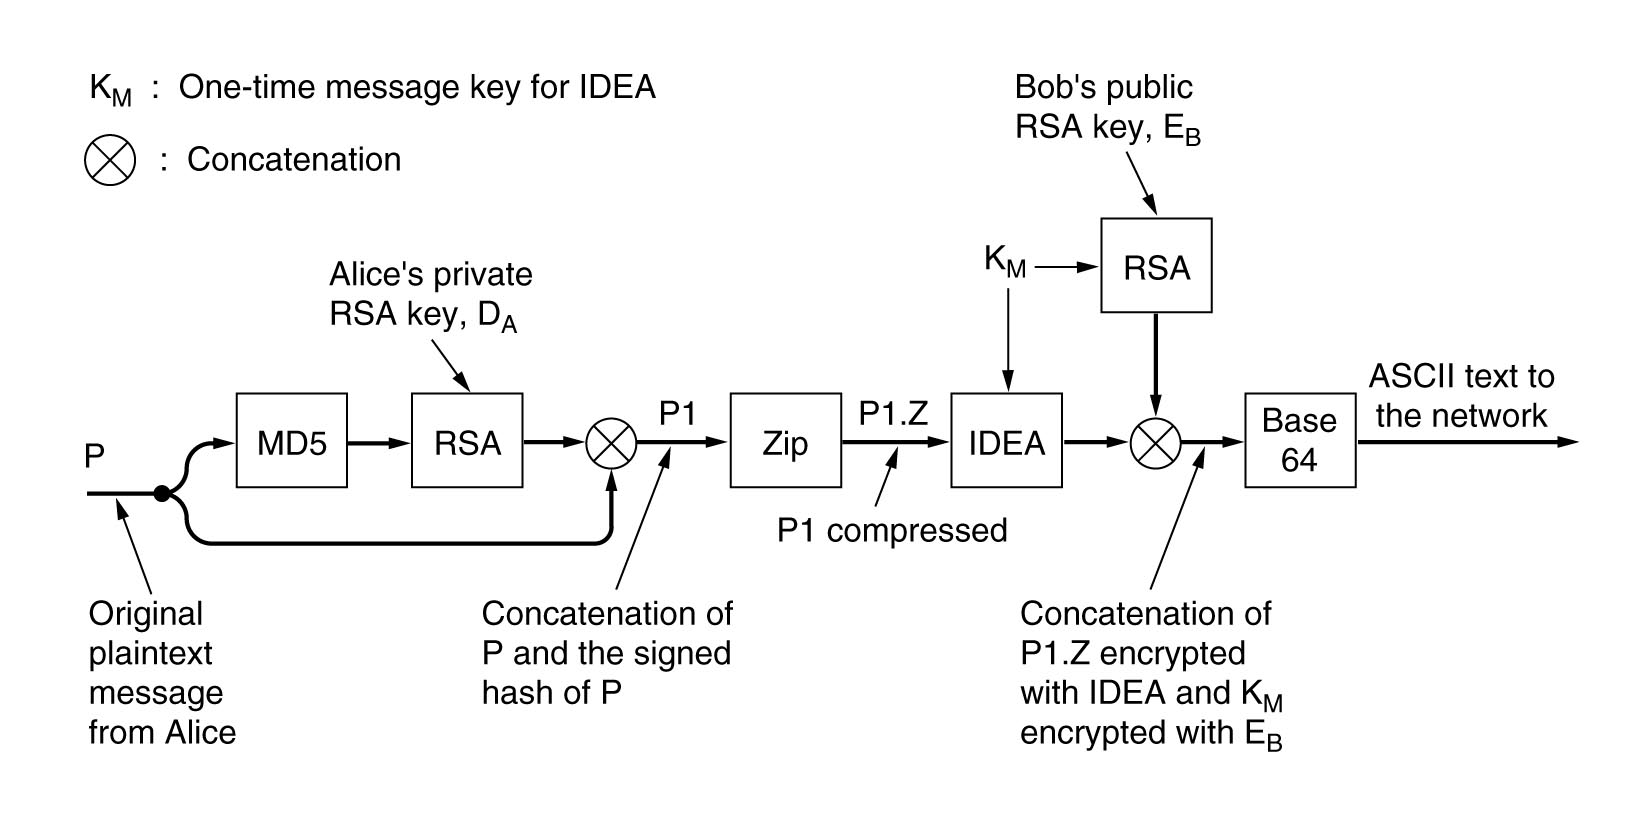 K_M : One-time message key for IDEA
: Concatenation
Bob's public
RSA key, E_B
K_M
RSA
Alice's private
RSA key, D_A
P
MD5
RSA
P1
Zip
P1.Z
IDEA
Base
64
ASCII text to
the network
P1 compressed
Original
plaintext
message
from Alice
Concatenation of
P and the signed
hash of P
Concatenation of
P1.Z encrypted
with IDEA and K_M
encrypted with E_B